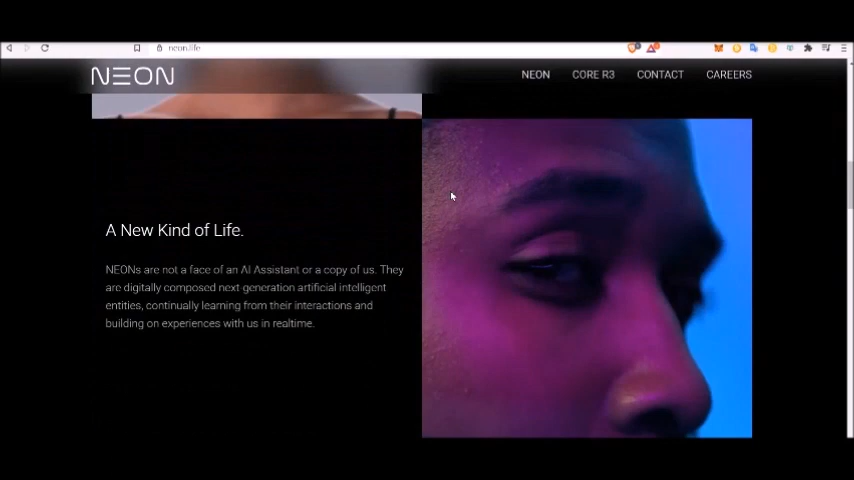 neon.life
NEON
NEON CORE R3 CONTACT CAREERS
A New Kind of Life.
NEONs are not a face of an AI Assistant or a copy of us. They
are digitally composed next-generation artificial intelligent
entities, continually learning from their interactions and
building on experiences with us in realtime.